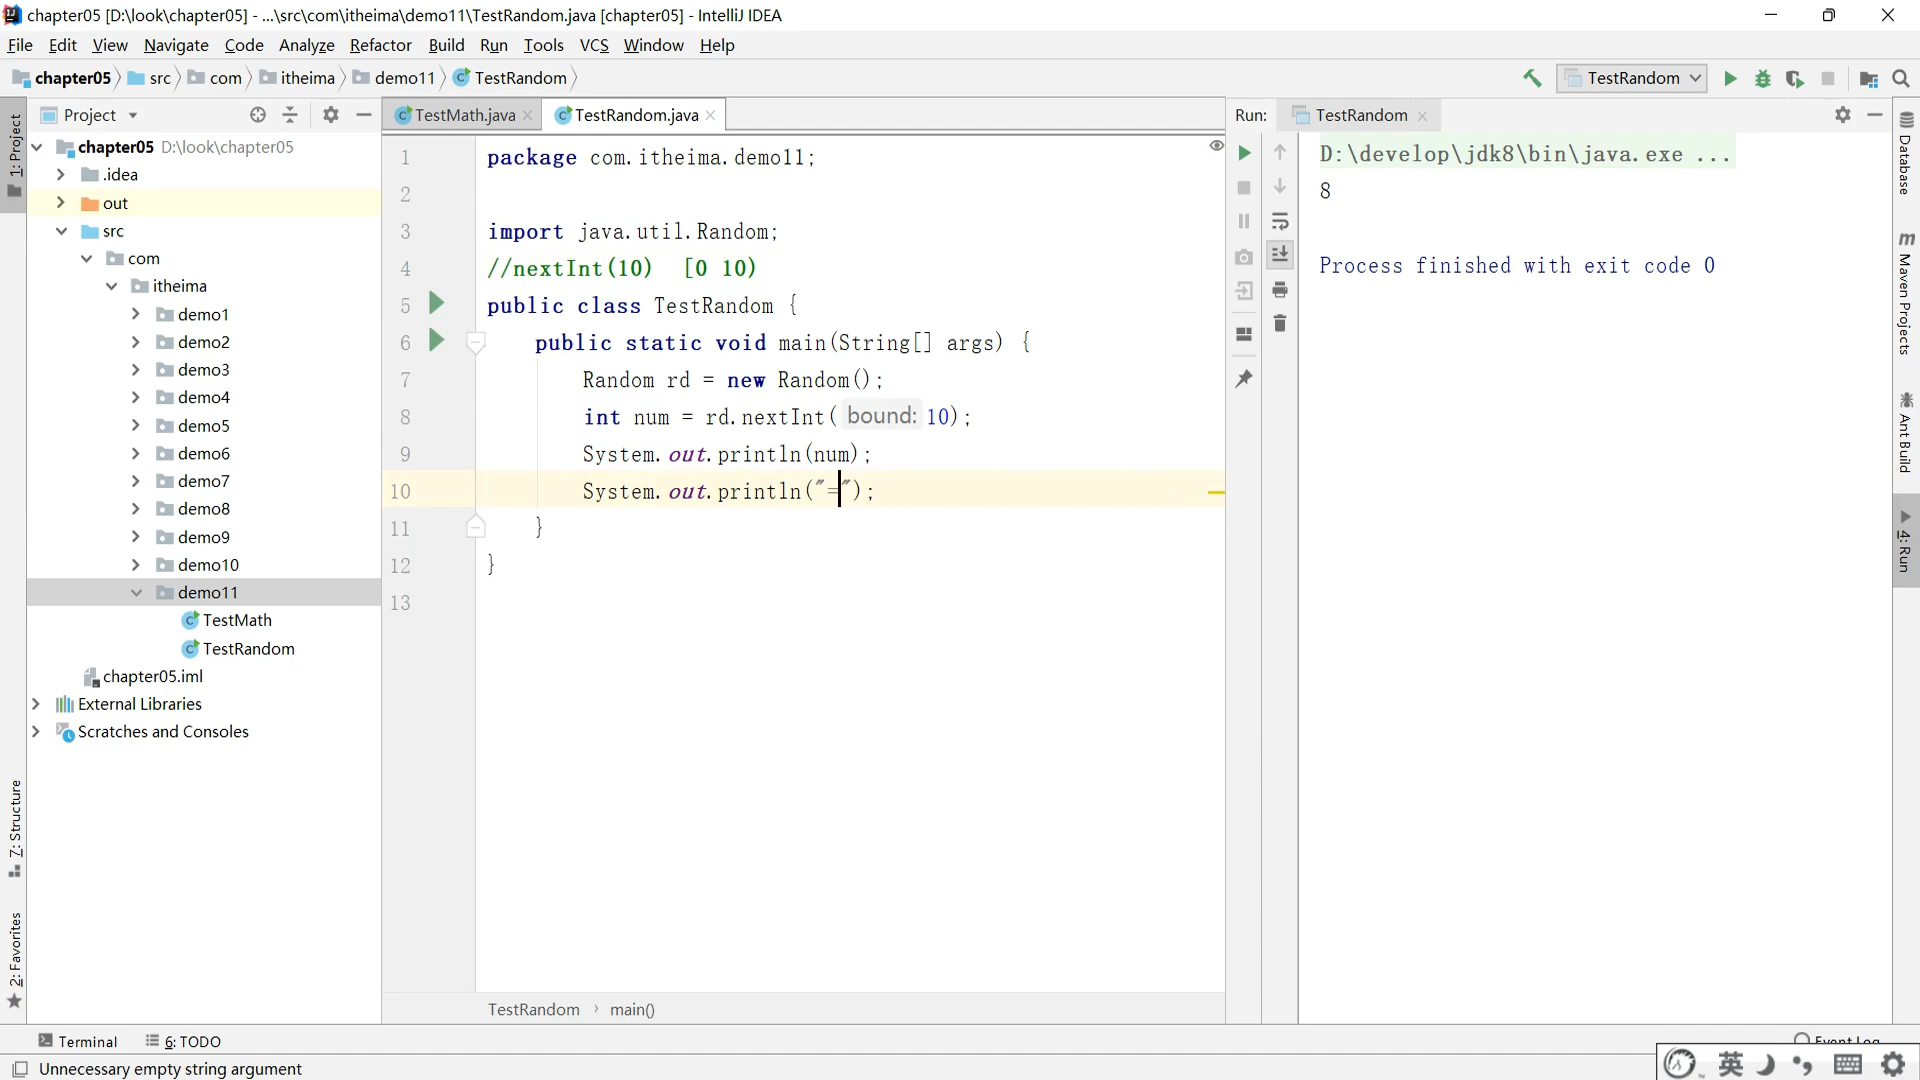 chapter05 [D:\look\chapter05] - ...\src\com\itheima\demo11\TestRandom.java [chapter05] - IntelliJ IDEA
File Edit View Navigate Code Analyze Refactor Build Run Tools VCS Window Help
chapter05 src com itheima demo11 TestRandom
TestRandom
1: Project
7: Structure
2: Favorites
Project
chapter05 D:\look\chapter05
.idea
out
src
com
itheima
demo1
demo2
demo3
demo4
demo5
demo6
demo7
demo8
demo9
demo10
demo11
TestMath
TestRandom
chapter05.iml
External Libraries
Scratches and Consoles
TestMath.java TestRandom.java
1 package com.itheima.demo11;
2
3 import java.util.Random;
4 //nextInt(10) [0 10)
5 public class TestRandom {
6 public static void main(String[] args) {
7 Random rd = new Random();
8 int num = rd.nextInt( bound: 10);
9 System.out.println(num);
10 System.out.println("=");
11 }
12 }
13
TestRandom › main()
Run: TestRandom
D:\develop\jdk8\bin\java.exe ...
8
Process finished with exit code 0
Database
Maven Projects
Ant Build
4: Run
Terminal 6: TODO
Event Log
Unnecessary empty string argument
英